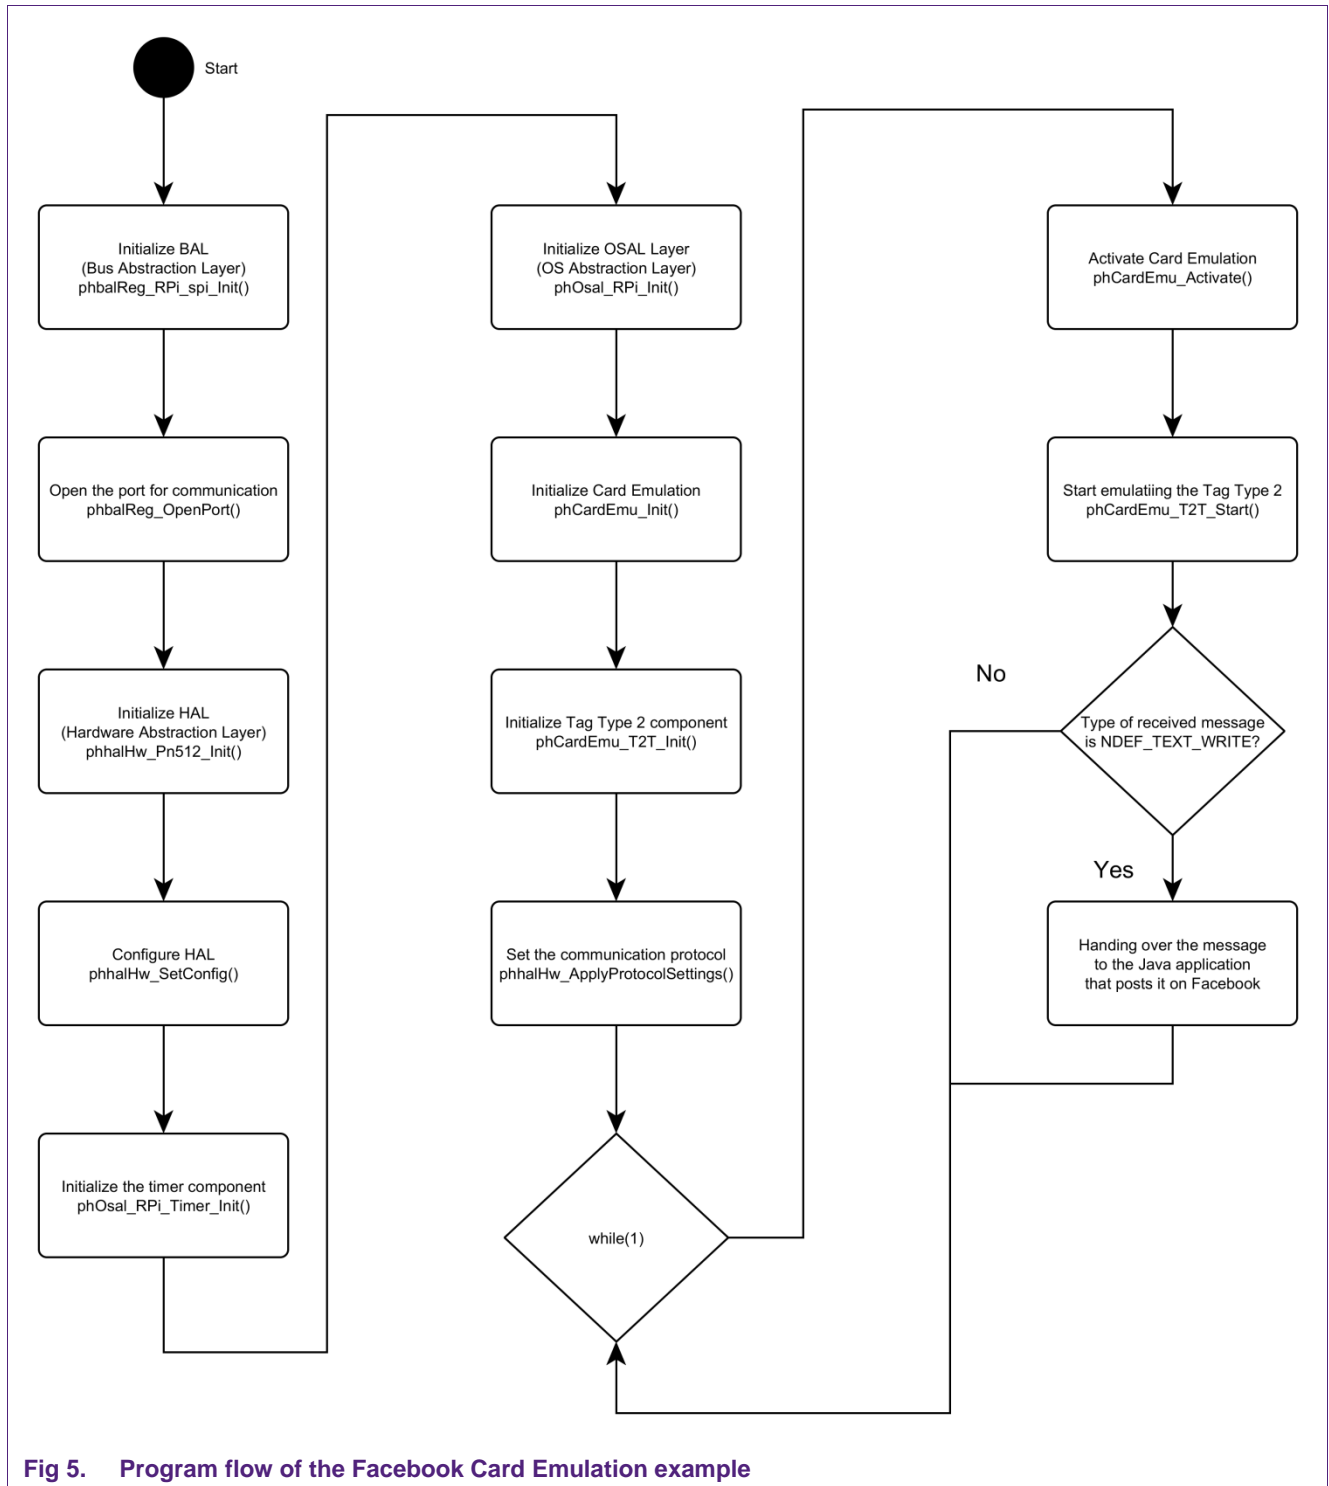 Start
Initialize BAL
(Bus Abstraction Layer)
phbalReg_RPi_spi_Init()
Open the port for communication
phbalReg_OpenPort()
Initialize HAL
(Hardware Abstraction Layer)
phhalHw_Pn512_Init()
Configure HAL
phhalHw_SetConfig()
Initialize the timer component
phOsal_RPi_Timer_Init()
Initialize OSAL Layer
(OS Abstraction Layer)
phOsal_RPi_Init()
Initialize Card Emulation
phCardEmu_Init()
Initialize Tag Type 2 component
phCardEmu_T2T_Init()
Set the communication protocol
phhalHw_ApplyProtocolSettings()
while(1)
Activate Card Emulation
phCardEmu_Activate()
Start emulatiing the Tag Type 2
phCardEmu_T2T_Start()
No
Type of received message
is NDEF_TEXT_WRITE?
Yes
Handing over the message
to the Java application
that posts it on Facebook
Fig 5. Program flow of the Facebook Card Emulation example